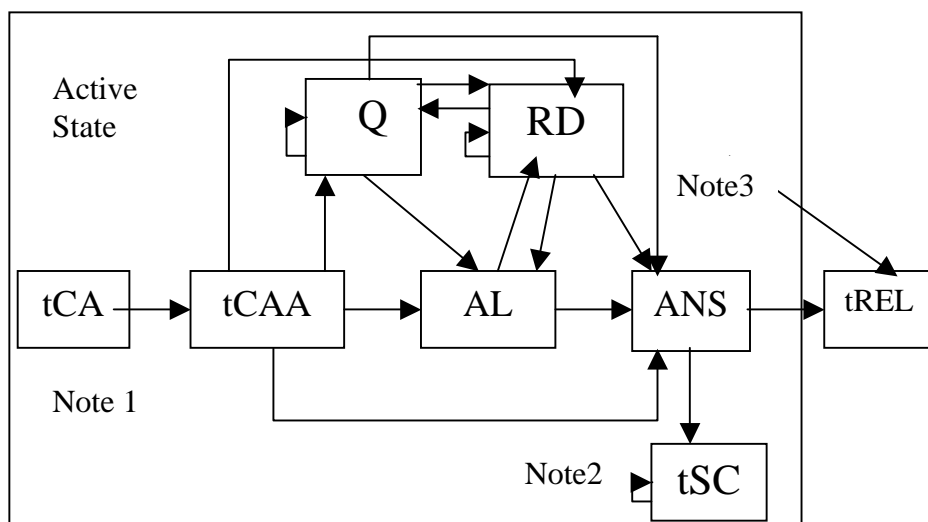 Active
State
Q
RD
Note3
tCA
tCAA
AL
ANS
tREL
Note 1
Note2
tSC